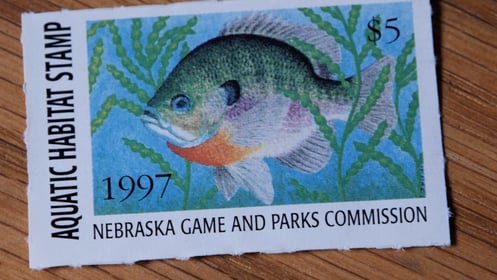 AQUATIC HABITAT STAMP
$5
1997
NEBRASKA GAME AND PARKS COMMISSION